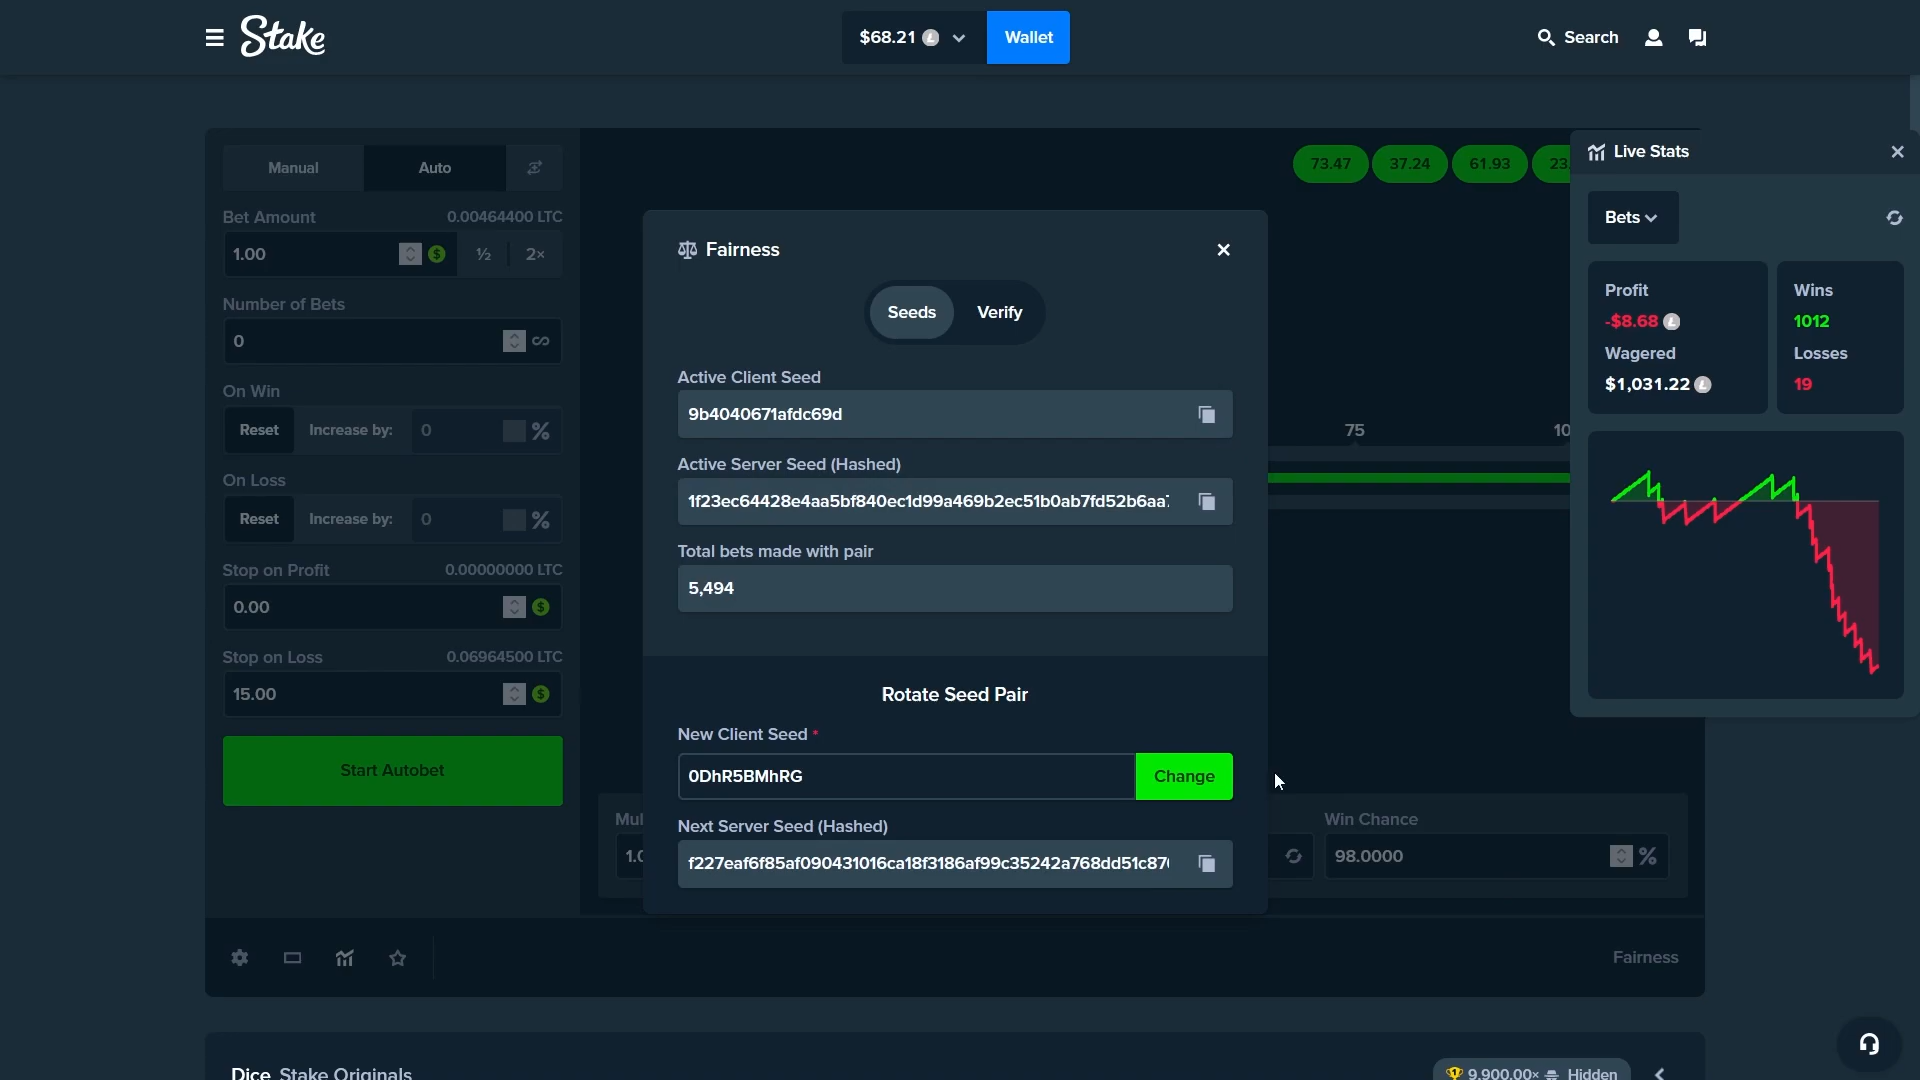 Stake
$68.21
Wallet
Search
Manual
Auto
73.47
37.24
61.93
Live Stats
Bet Amount
0.00464400 LTC
1.00
½
2×
Number of Bets
0
On Win
Reset
Increase by:
0
%
On Loss
Reset
Increase by:
0
%
Stop on Profit
0.00000000 LTC
0.00
Stop on Loss
0.06964500 LTC
15.00
Start Autobet
Fairness
Seeds
Verify
Active Client Seed
9b4040671afdc69d
Active Server Seed (Hashed)
1f23ec64428e4aa5bf840ec1d99a469b2ec51b0ab7fd52b6aa
Total bets made with pair
5,494
Rotate Seed Pair
New Client Seed *
0DhR5BMhRG
Change
Next Server Seed (Hashed)
f227eaf6f85af090431016ca18f3186af99c35242a768dd51c87
75
Bets
Profit
-$8.68
Wagered
$1,031.22
Wins
1012
Losses
19
Win Chance
98.0000
%
Fairness
Dice Stake Originals
9,900.00× Hidden